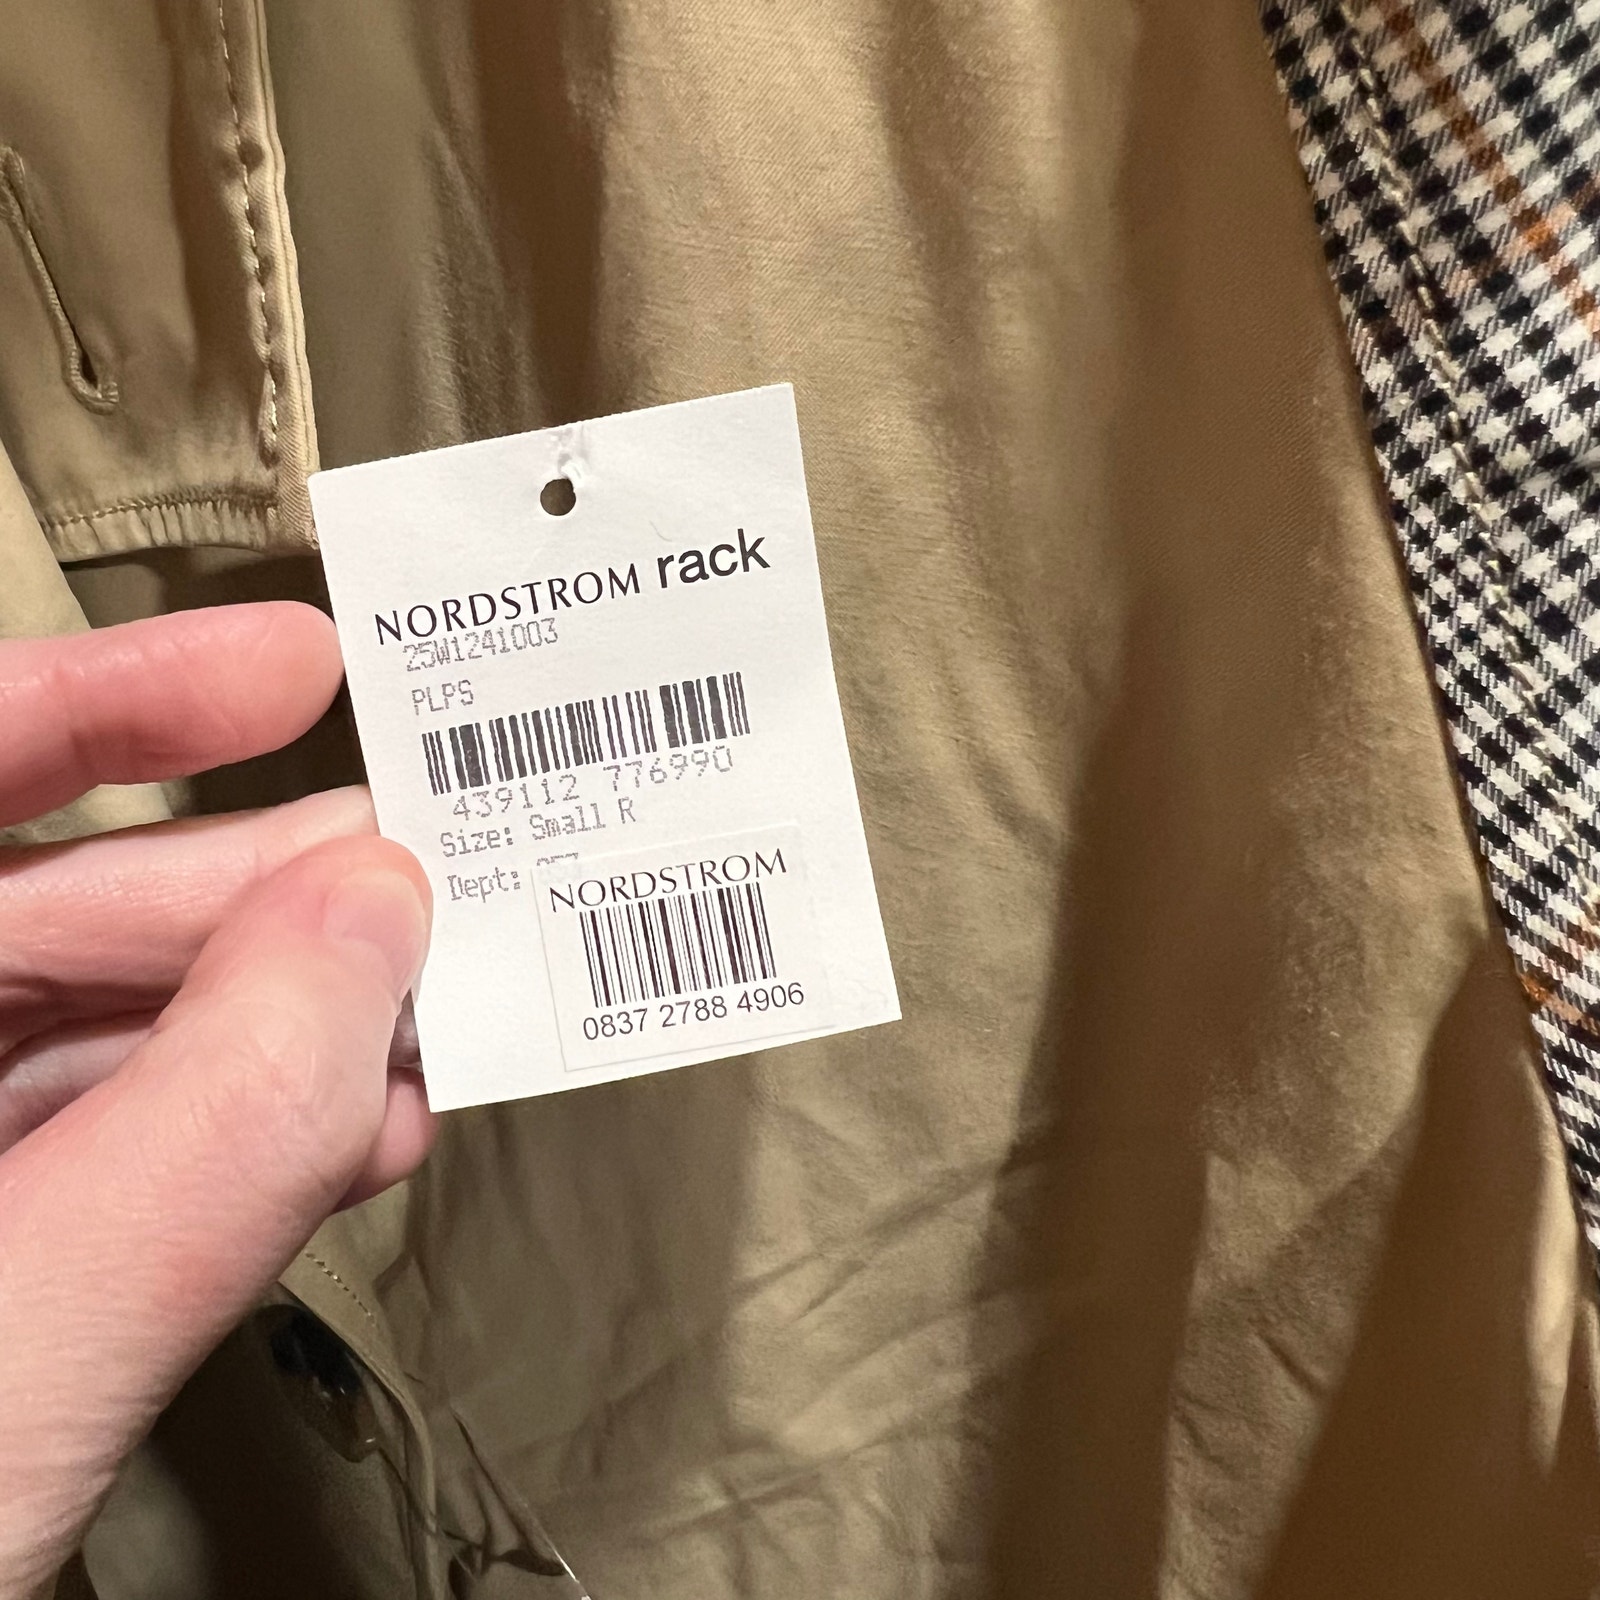 NORDSTROM rack
25W1241003
PLPS
439112 776990
Size: Small R
Dept:
NORDSTROM
0837 2788 4906